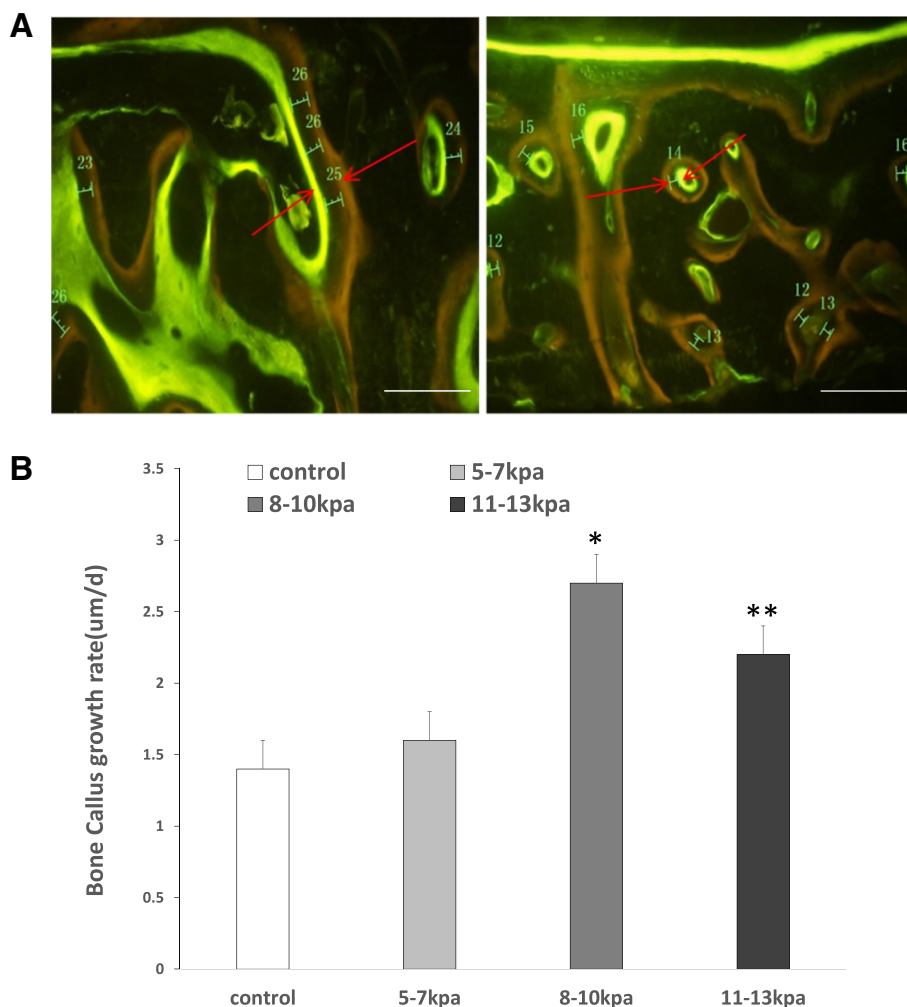 A
26
26
24
23
25
26
16
15
14
16
12
12
13
13
B
3.5
control
5-7kpa
8-10kpa
11-13kpa
3
*
2.5
**
2
1.5
1
0.5
0
Bone Callus growth rate(um/d)
control
5-7kpa
8-10kpa
11-13kpa